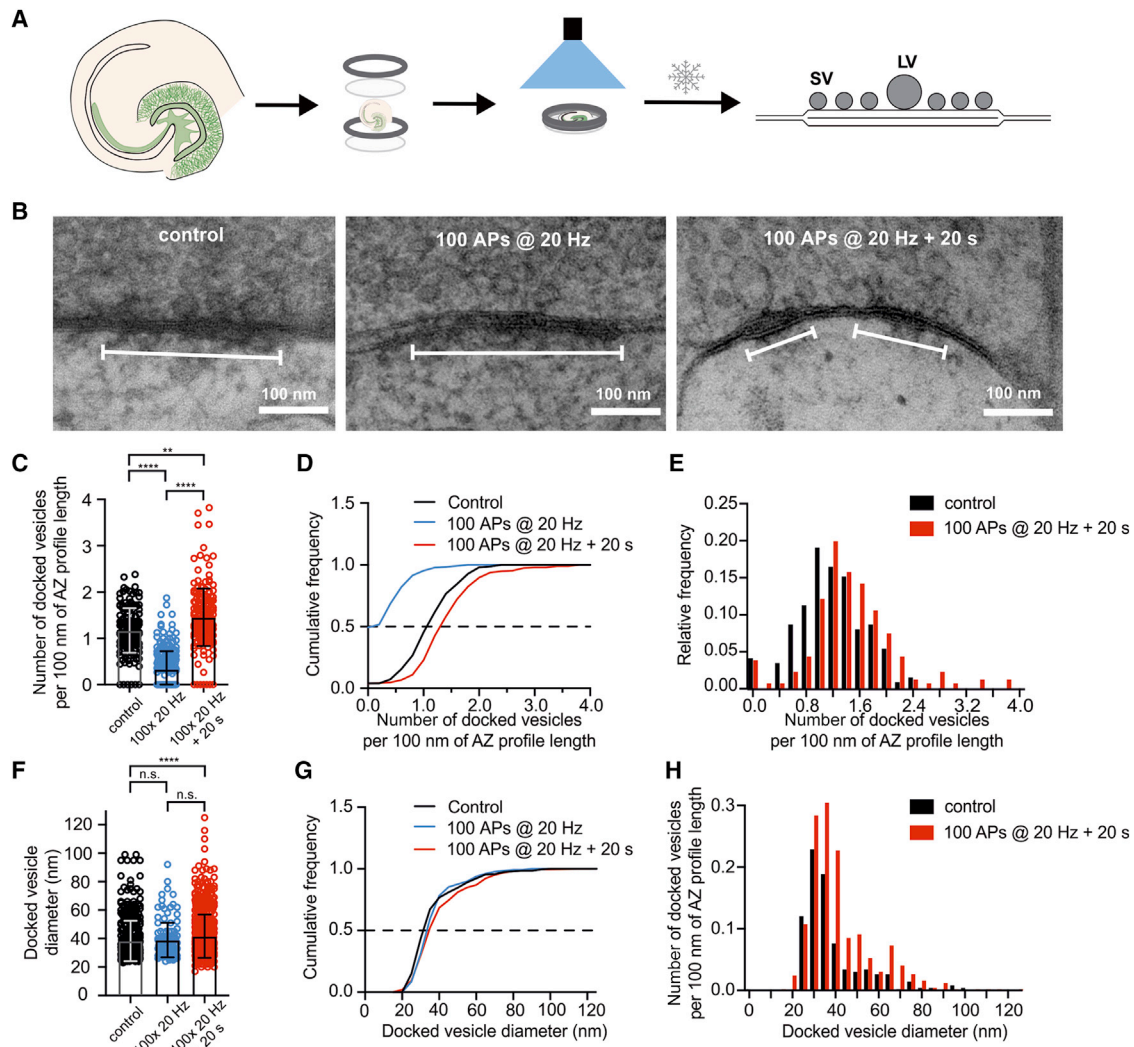 A
SV
LV
B
control
100 APs @ 20 Hz
100 APs @ 20 Hz + 20 s
100 nm
100 nm
100 nm
C
**
****
****
Number of docked vesicles
per 100 nm of AZ profile length
4
3
2
1
0
control
100x 20 Hz
100x 20 Hz
+ 20 s
D
Control
100 APs @ 20 Hz
100 APs @ 20 Hz + 20 s
Cumulative frequency
1.5
1.0
0.5
0.0
0.0 1.0 2.0 3.0 4.0
Number of docked vesicles
per 100 nm of AZ profile length
E
control
100 APs @ 20 Hz + 20 s
Relative frequency
0.25
0.20
0.15
0.10
0.05
0.00
0.0 0.8 1.6 2.4 3.2 4.0
Number of docked vesicles
per 100 nm of AZ profile length
F
****
n.s.
n.s.
Docked vesicle
diameter (nm)
120
100
80
60
40
20
0
control
100x 20 Hz
100x 20 Hz
20 s
G
Control
100 APs @ 20 Hz
100 APs @ 20 Hz + 20 s
Cumulative frequency
1.5
1.0
0.5
0.0
0 20 40 60 80 100 120
Docked vesicle diameter (nm)
H
control
100 APs @ 20 Hz + 20 s
Number of docked vesicles
per 100 nm of AZ profile length
0.3
0.2
0.1
0.0
0 20 40 60 80 100 120
Docked vesicle diameter (nm)